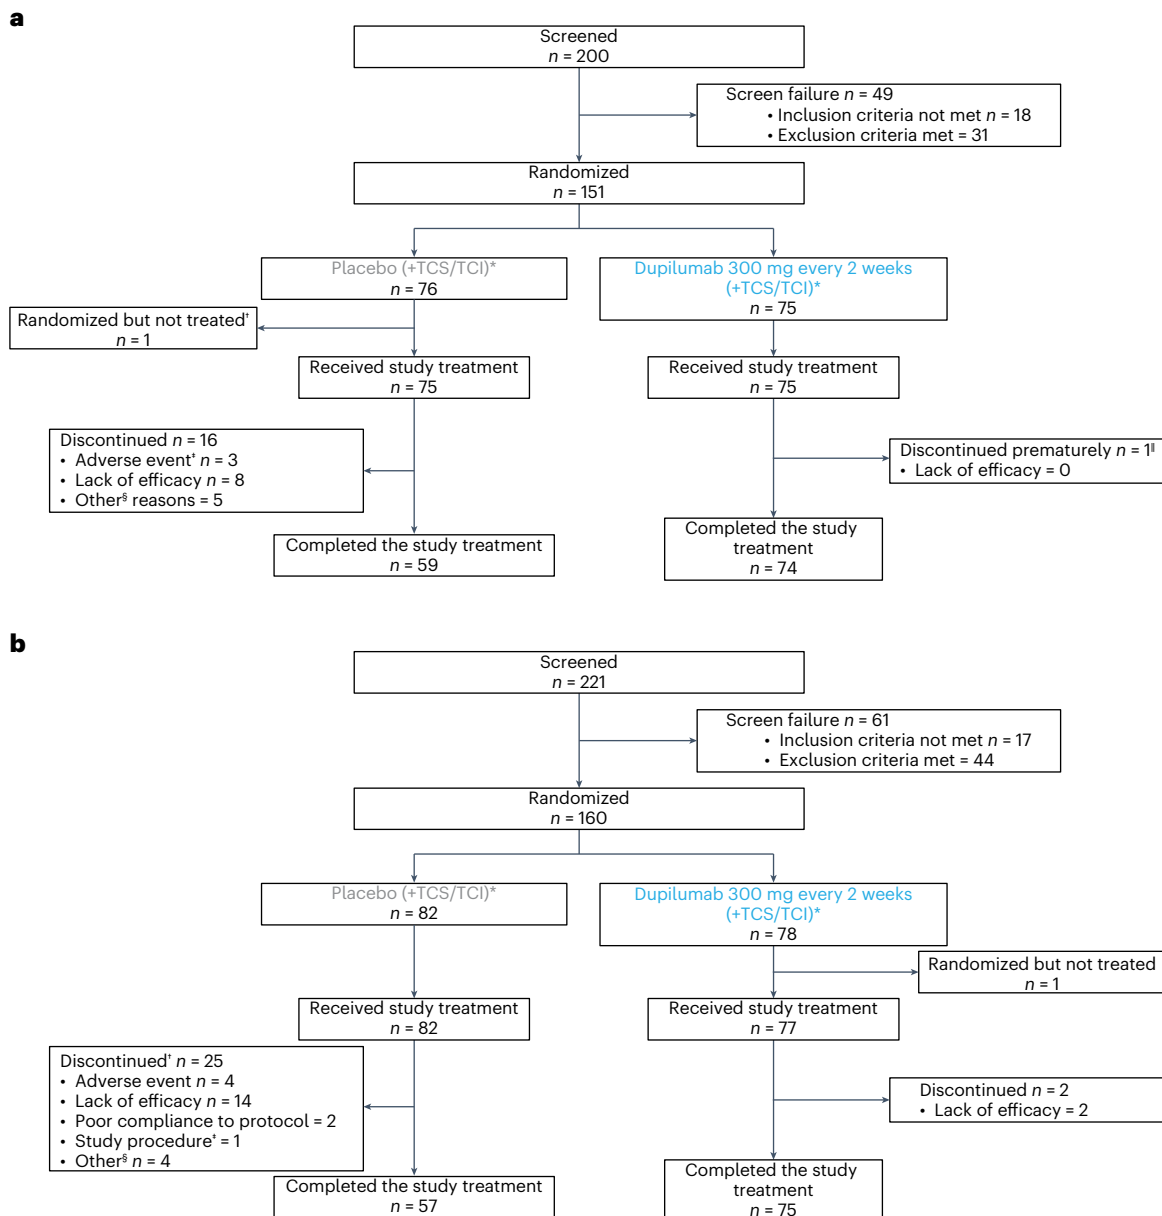 a
Screened
n = 200
Screen failure n = 49
• Inclusion criteria not met n = 18
• Exclusion criteria met = 31
Randomized
n = 151
Placebo (+TCS/TCI)*
n = 76
Dupilumab 300 mg every 2 weeks
(+TCS/TCI)*
n = 75
Randomized but not treated†
n = 1
Received study treatment
n = 75
Received study treatment
n = 75
Discontinued n = 16
• Adverse event‡ n = 3
• Lack of efficacy n = 8
• Other§ reasons = 5
Discontinued prematurely n = 1‖
• Lack of efficacy = 0
Completed the study treatment
n = 59
Completed the study
treatment
n = 74
b
Screened
n = 221
Screen failure n = 61
• Inclusion criteria not met n = 17
• Exclusion criteria met = 44
Randomized
n = 160
Placebo (+TCS/TCI)*
n = 82
Dupilumab 300 mg every 2 weeks
(+TCS/TCI)*
n = 78
Randomized but not treated
n = 1
Received study treatment
n = 82
Received study treatment
n = 77
Discontinued† n = 25
• Adverse event n = 4
• Lack of efficacy n = 14
• Poor compliance to protocol = 2
• Study procedure‡ = 1
• Other§ n = 4
Discontinued n = 2
• Lack of efficacy = 2
Completed the study treatment
n = 57
Completed the study
treatment
n = 75